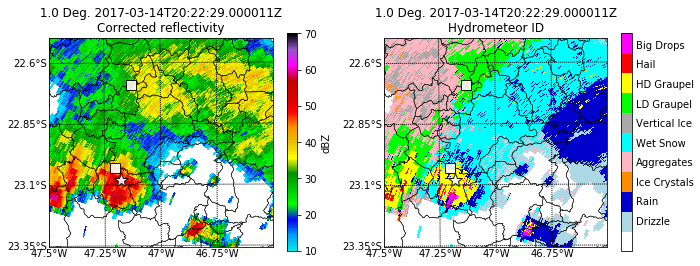 1.0 Deg. 2017-03-14T20:22:29.000011Z
Corrected reflectivity
22.6°S
22.85°S
23.1°S
23.35°S
47.5°W
47.25°W
47°W
46.75°W
70
60
50
40
30
20
10
dBZ
1.0 Deg. 2017-03-14T20:22:29.000011Z
Hydrometeor ID
22.6°S
22.85°S
23.1°S
23.35°S
47.5°W
47.25°W
47°W
46.75°W
Big Drops
Hail
HD Graupel
LD Graupel
Vertical Ice
Wet Snow
Aggregates
Ice Crystals
Rain
Drizzle